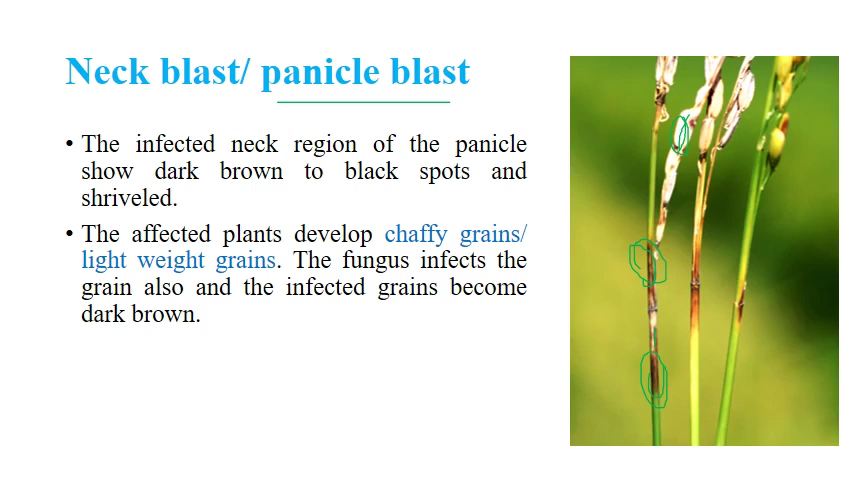 Neck blast/ panicle blast
• The infected neck region of the panicle
show dark brown to black spots and
shriveled.
• The affected plants develop chaffy grains/
light weight grains. The fungus infects the
grain also and the infected grains become
dark brown.